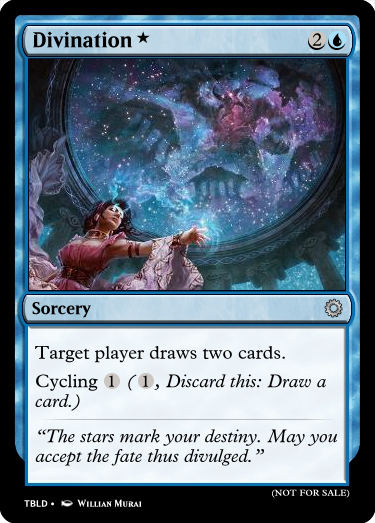 Divination ★ 2
Sorcery
Target player draws two cards.
Cycling 1 (1, Discard this: Draw a
card.)
“The stars mark your destiny. May you
accept the fate thus divulged.”
(NOT FOR SALE)
TBLD • Willian Murai